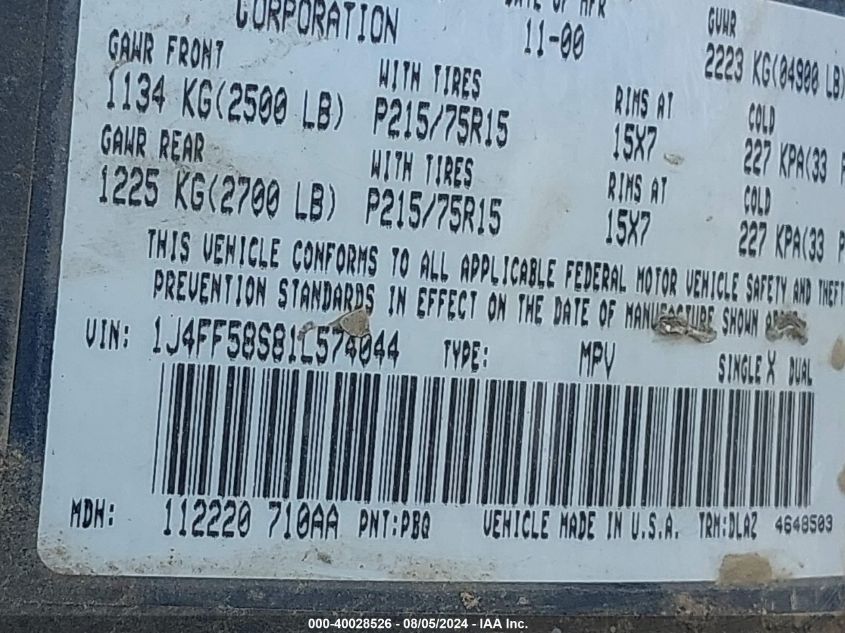 CORPORATION DATE OF MFR GVWR
11-00 2223 KG(04900 LB)
GAWR FRONT WITH TIRES RIMS AT COLD
1134 KG(2500 LB) P215/75R15 15X7 227 KPA(33
GAWR REAR WITH TIRES RIMS AT COLD
1225 KG(2700 LB) P215/75R15 15X7 227 KPA(33
THIS VEHICLE CONFORMS TO ALL APPLICABLE FEDERAL MOTOR VEHICLE SAFETY AND THEFT
PREVENTION STANDARDS IN EFFECT ON THE DATE OF MANUFACTURE SHOWN
VIN: 1J4FF58S81L574044 TYPE: MPV SINGLE X DUAL
MDH: 112220 710AA PNT:PBQ VEHICLE MADE IN U.S.A. TRM:DLAZ 4648503
000-40028526 - 08/05/2024 - IAA Inc.